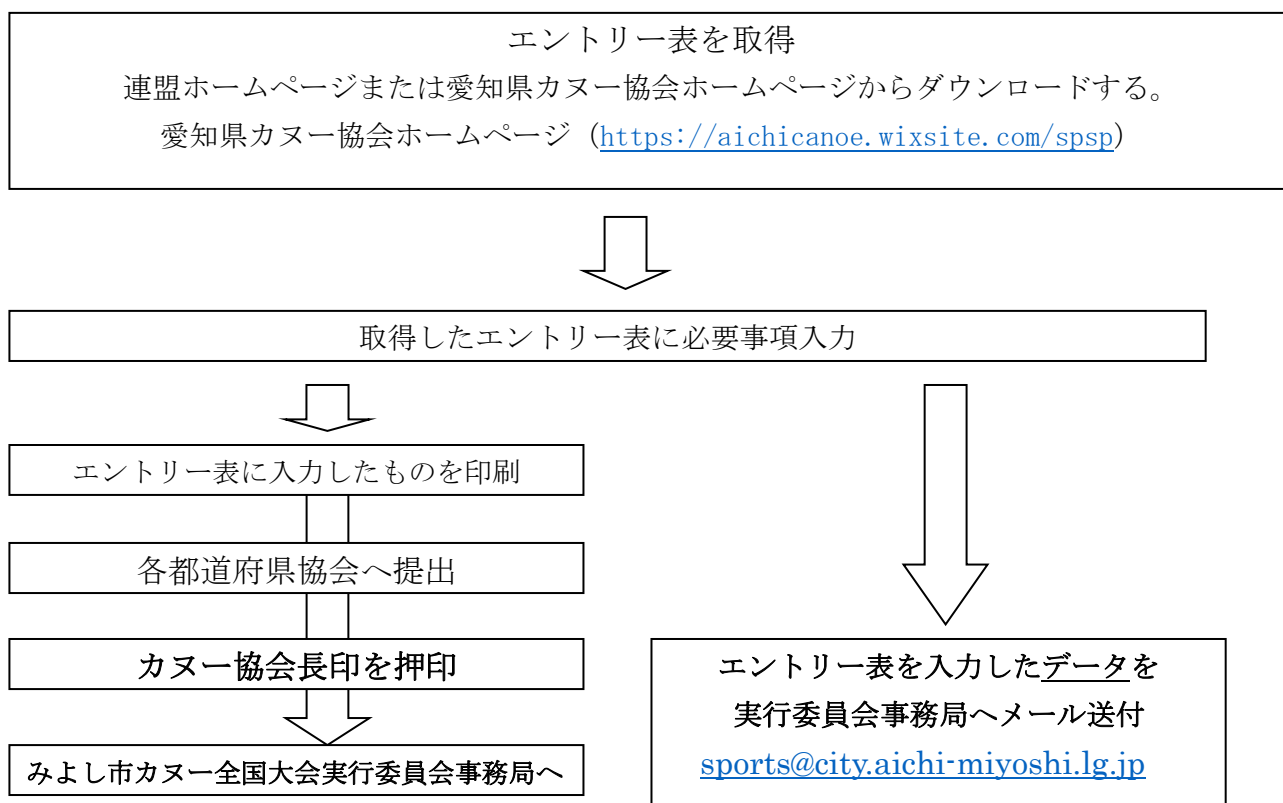 エントリー表を取得
連盟ホームページまたは愛知県カヌー協会ホームページからダウンロードする。
愛知県カヌー協会ホームページ（https://aichicanoe.wixsite.com/spsp）
取得したエントリー表に必要事項入力
エントリー表に入力したものを印刷
各都道府県協会へ提出
カヌー協会長印を押印
みよし市カヌー全国大会実行委員会事務局へ
エントリー表を入力したデータを
実行委員会事務局へメール送付
sports@city.aichi-miyoshi.lg.jp